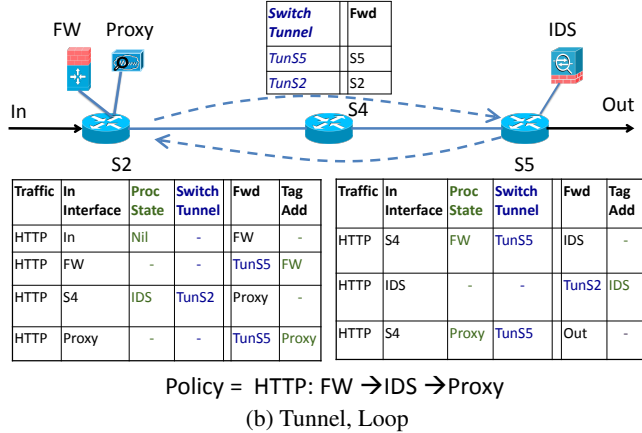 Switch Tunnel Fwd
TunS5 S5
TunS2 S2
FW Proxy IDS
In S4 Out
S2 S5
Traffic In Interface Proc State Switch Tunnel Fwd Tag Add
HTTP In Nil - FW -
HTTP FW - - TunS5 FW
HTTP S4 IDS TunS2 Proxy -
HTTP Proxy - - TunS5 Proxy
Traffic In Interface Proc State Switch Tunnel Fwd Tag Add
HTTP S4 FW TunS5 IDS -
HTTP IDS - - TunS2 IDS
HTTP S4 Proxy TunS5 Out -
Policy = HTTP: FW →IDS →Proxy
(b) Tunnel, Loop